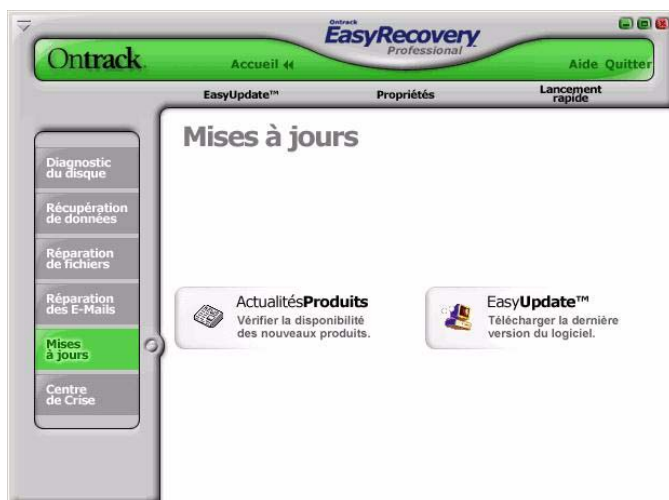 Ontrack
EasyRecovery
Professional
Ontrack.
Accueil
Aide Quitter
EasyUpdate™
Propriétés
Lancement
rapide
Mises à jours
Diagnostic
du disque
Récupération
de données
Réparation
de fichiers
Réparation
des E-Mails
Mises
à jours
Centre
de Crise
ActualitésProduits
Vérifier la disponibilité
des nouveaux produits.
EasyUpdate™
Télécharger la dernière
version du logiciel.